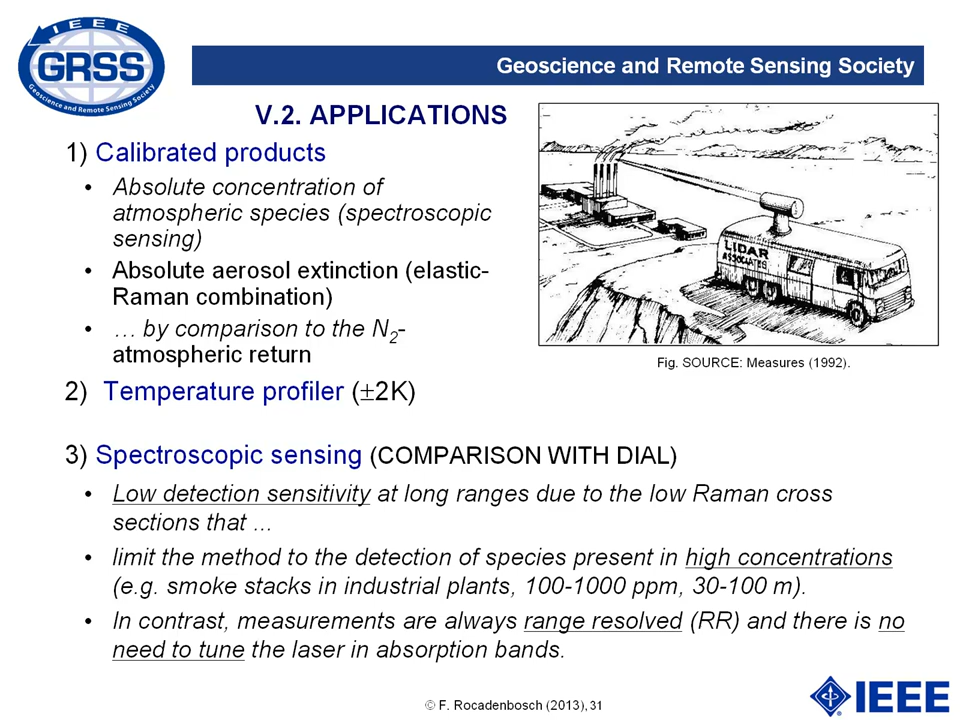 IEEE
GRSS
Geoscience and Remote Sensing Society
Geoscience and Remote Sensing Society
V.2. APPLICATIONS
1) Calibrated products
• Absolute concentration of
atmospheric species (spectroscopic
sensing)
• Absolute aerosol extinction (elastic-
Raman combination)
• … by comparison to the N2-
atmospheric return
LIDAR
ASSOCIATES
Fig. SOURCE: Measures (1992).
2) Temperature profiler (±2K)
3) Spectroscopic sensing (COMPARISON WITH DIAL)
• Low detection sensitivity at long ranges due to the low Raman cross
sections that ...
• limit the method to the detection of species present in high concentrations
(e.g. smoke stacks in industrial plants, 100-1000 ppm, 30-100 m).
• In contrast, measurements are always range resolved (RR) and there is no
need to tune the laser in absorption bands.
© F. Rocadenbosch (2013), 31
IEEE